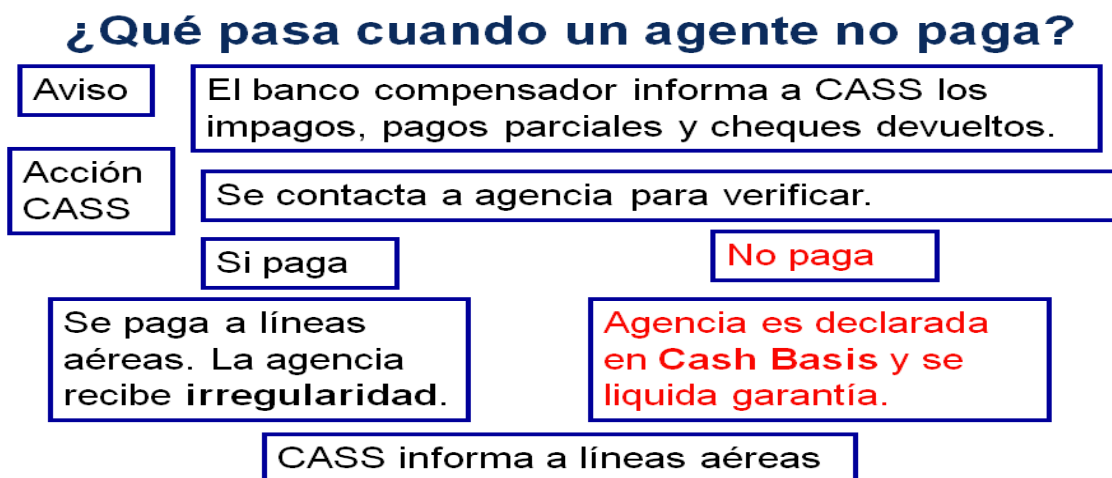 ¿Qué pasa cuando un agente no paga?
Aviso
El banco compensador informa a CASS los
impagos, pagos parciales y cheques devueltos.
Acción
CASS
Se contacta a agencia para verificar.
Si paga
No paga
Se paga a líneas
aéreas. La agencia
recibe irregularidad.
Agencia es declarada
en Cash Basis y se
liquida garantía.
CASS informa a líneas aéreas